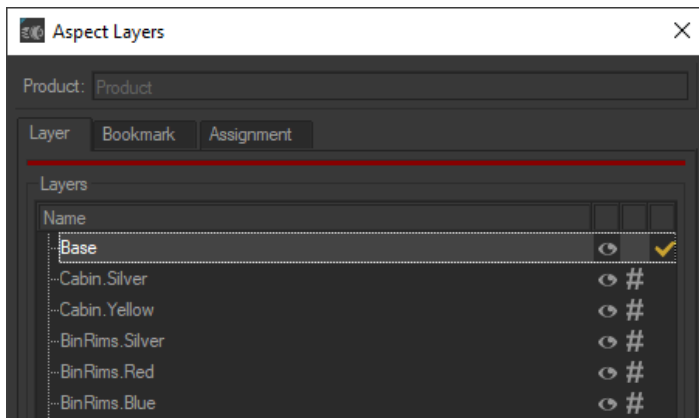 Aspect Layers
Product: Product
Layer Bookmark Assignment
Layers
Name
Base
Cabin.Silver #
Cabin.Yellow #
BinRims.Silver #
BinRims.Red #
BinRims.Blue #